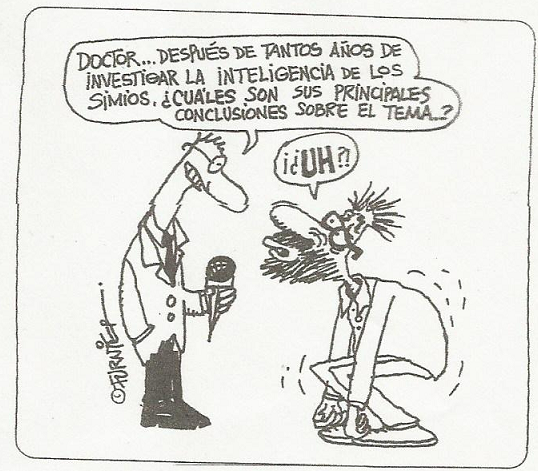 DOCTOR... DESPUÉS DE TANTOS AÑOS DE
INVESTIGAR LA INTELIGENCIA DE LOS
SIMIOS, ¿CUÁLES SON SUS PRINCIPALES
CONCLUSIONES SOBRE EL TEMA...?
¡¿UH?!
©FURNIER